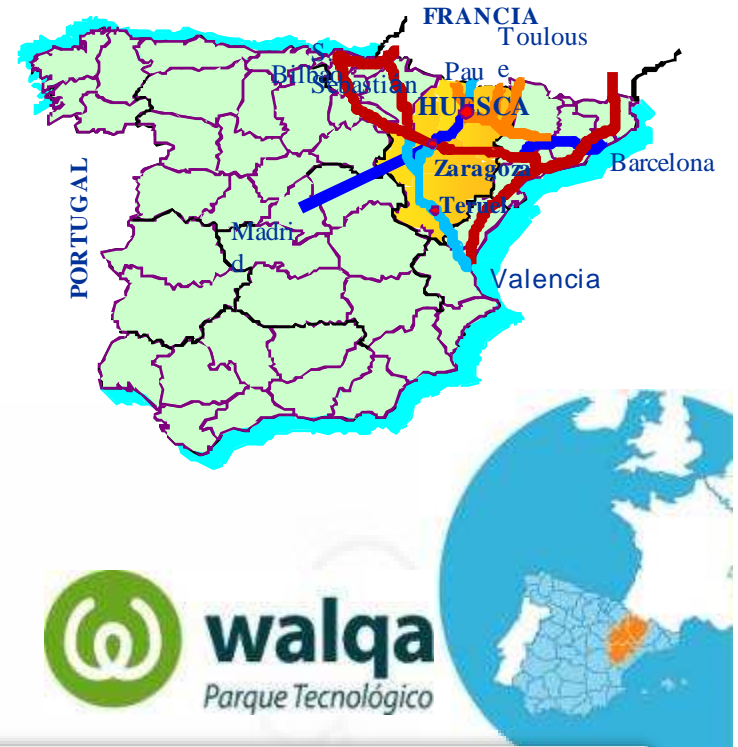 FRANCIA
Toulous
e
S.
Bilbao
Sebastián
Pau
HUESCA
Zaragoza
Barcelona
Teruel
PORTUGAL
Madri
d
Valencia
walqa
Parque Tecnológico